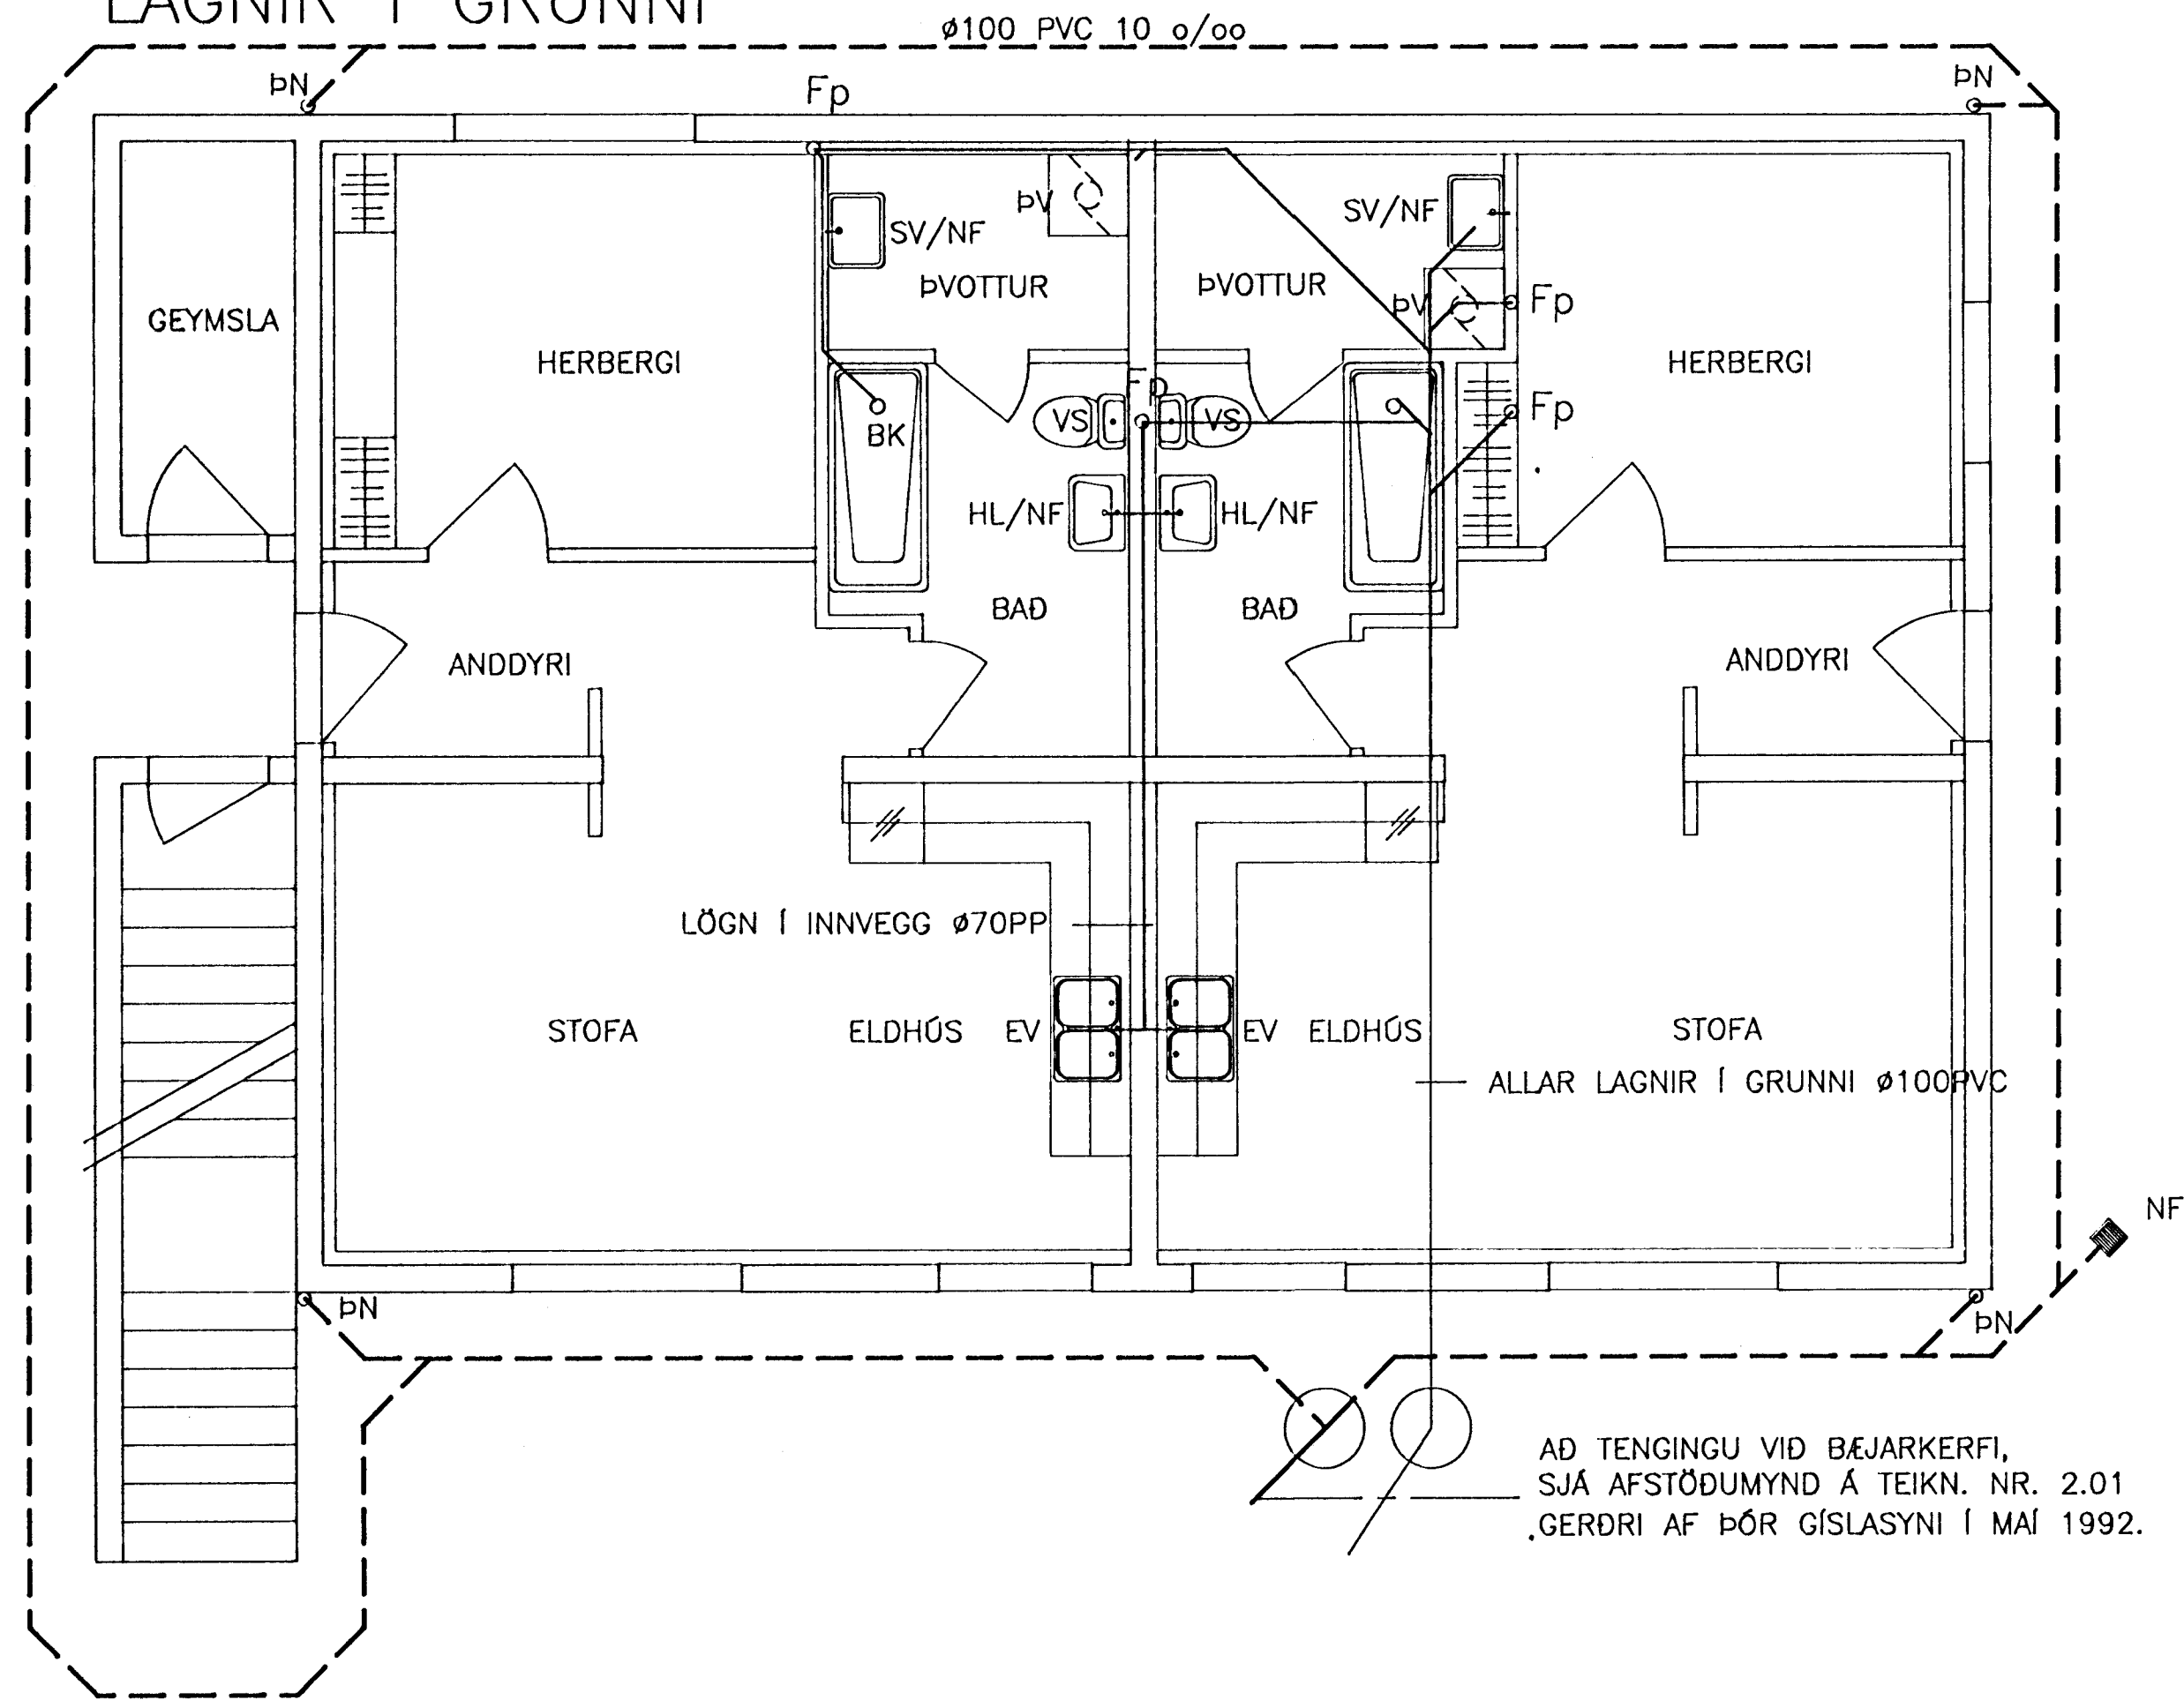 LAGNIR Í GRUNNI
ø100 PVC 10 o/oo
ÞN
Fp
ÞN
ÞV
SV/NF
SV/NF
ÞVOTTUR
ÞVOTTUR
ÞV
Fp
GEYMSLA
HERBERGI
HERBERGI
Fp
VS
VS
Fp
BK
HL/NF
HL/NF
BAÐ
BAÐ
ANDDYRI
ANDDYRI
LÖGN Í INNVEGG ø70PP
STOFA
ELDHÚS
EV
EV
ELDHÚS
STOFA
ALLAR LAGNIR Í GRUNNI ø100PVC
NF
ÞN
ÞN
AÐ TENGINGU VIÐ BÆJARKERFI,
SJÁ AFSTÖÐUMYND Á TEIKN. NR. 2.01
GERÐRI AF ÞÓR GÍSLASYNI Í MAÍ 1992.